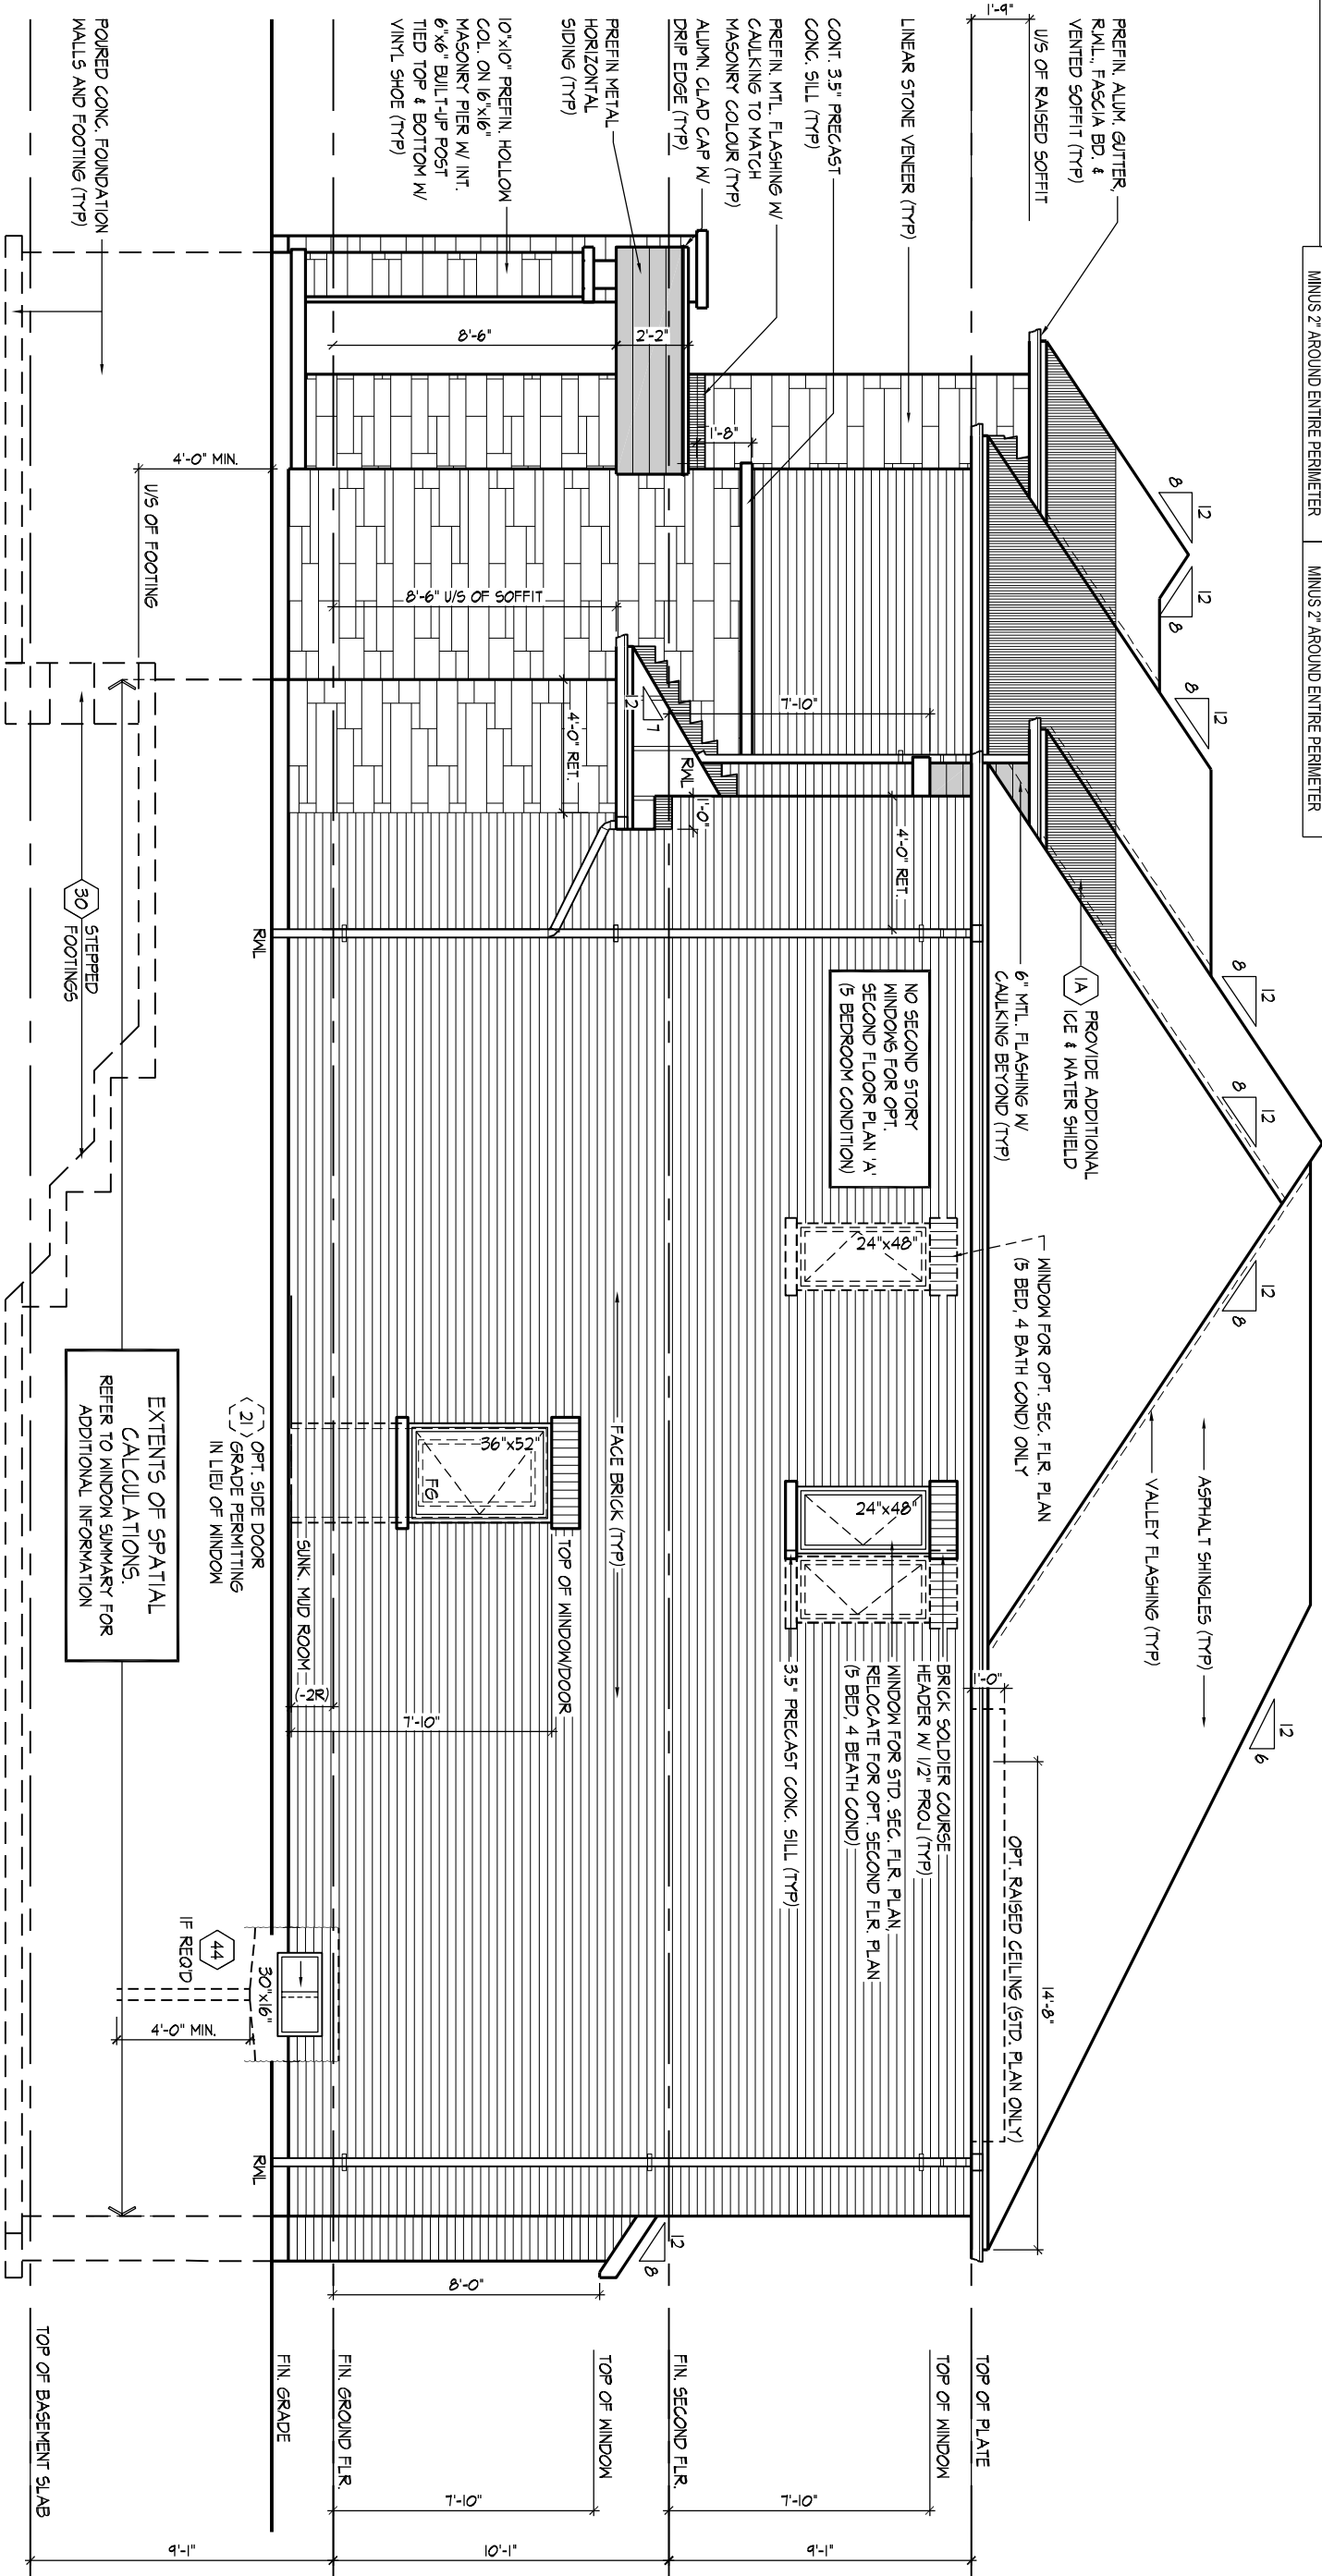 MINUS 2" AROUND ENTIRE PERIMETER
MINUS 2" AROUND ENTIRE PERIMETER
PREFIN. ALUM. GUTTER,
R.W.L., FASCIA BD. &
VENTED SOFFIT (TYP)
U/S OF RAISED SOFFIT
1'-9"
LINEAR STONE VENEER (TYP)
CONT. 3.5" PRECAST
CONC. SILL (TYP)
PREFIN. MTL. FLASHING W/
CAULKING TO MATCH
MASONRY COLOUR (TYP)
ALUMN. CLAD CAP W/
DRIP EDGE (TYP)
PREFIN METAL
HORIZONTAL
SIDING (TYP)
10"x10" PREFIN. HOLLOW
COL. ON 16"x16"
MASONRY PIER W/ INT.
6"x6" BUILT-UP POST
TIED TOP & BOTTOM W/
VINYL SHOE (TYP)
POURED CONC. FOUNDATION
WALLS AND FOOTING (TYP)
8
12
12
8
8
12
8
12
8
12
12
8
12
6
ASPHALT SHINGLES (TYP)
VALLEY FLASHING (TYP)
1A
PROVIDE ADDITIONAL
ICE & WATER SHIELD
6" MTL. FLASHING W/
CAULKING BEYOND (TYP)
WINDOW FOR OPT. SEC. FLR. PLAN
(5 BED, 4 BATH COND) ONLY
14'-8"
OPT. RAISED CEILING (STD. PLAN ONLY)
1'-0"
NO SECOND STORY
WINDOWS FOR OPT.
SECOND FLOOR PLAN 'A'
(5 BEDROOM CONDITION)
24"x48"
24"x48"
BRICK SOLDIER COURSE
HEADER W/ 1/2" PROJ (TYP)
WINDOW FOR STD. SEC. FLR. PLAN,
RELOCATE FOR OPT. SECOND FLR. PLAN
(5 BED, 4 BEATH COND)
3.5" PRECAST CONC. SILL (TYP)
1'-8"
7'-10"
4'-0" RET.
RWL
1'-0"
12
7
2'-2"
8'-6"
8'-6" U/S OF SOFFIT
4'-0" RET.
FACE BRICK (TYP)
TOP OF WINDOW/DOOR
36"x52"
FG
7'-10"
SUNK. MUD ROOM
(-2R)
12
8
8'-0"
21
OPT. SIDE DOOR
GRADE PERMITTING
IN LIEU OF WINDOW
RWL
RWL
30"x16"
44
IF REQ'D
4'-0" MIN.
4'-0" MIN.
U/S OF FOOTING
30
STEPPED
FOOTINGS
EXTENTS OF SPATIAL
CALCULATIONS.
REFER TO WINDOW SUMMARY FOR
ADDITIONAL INFORMATION
TOP OF PLATE
TOP OF WINDOW
FIN. SECOND FLR.
TOP OF WINDOW
FIN. GROUND FLR.
FIN. GRADE
TOP OF BASEMENT SLAB
7'-10"
7'-10"
9'-1"
10'-1"
9'-1"